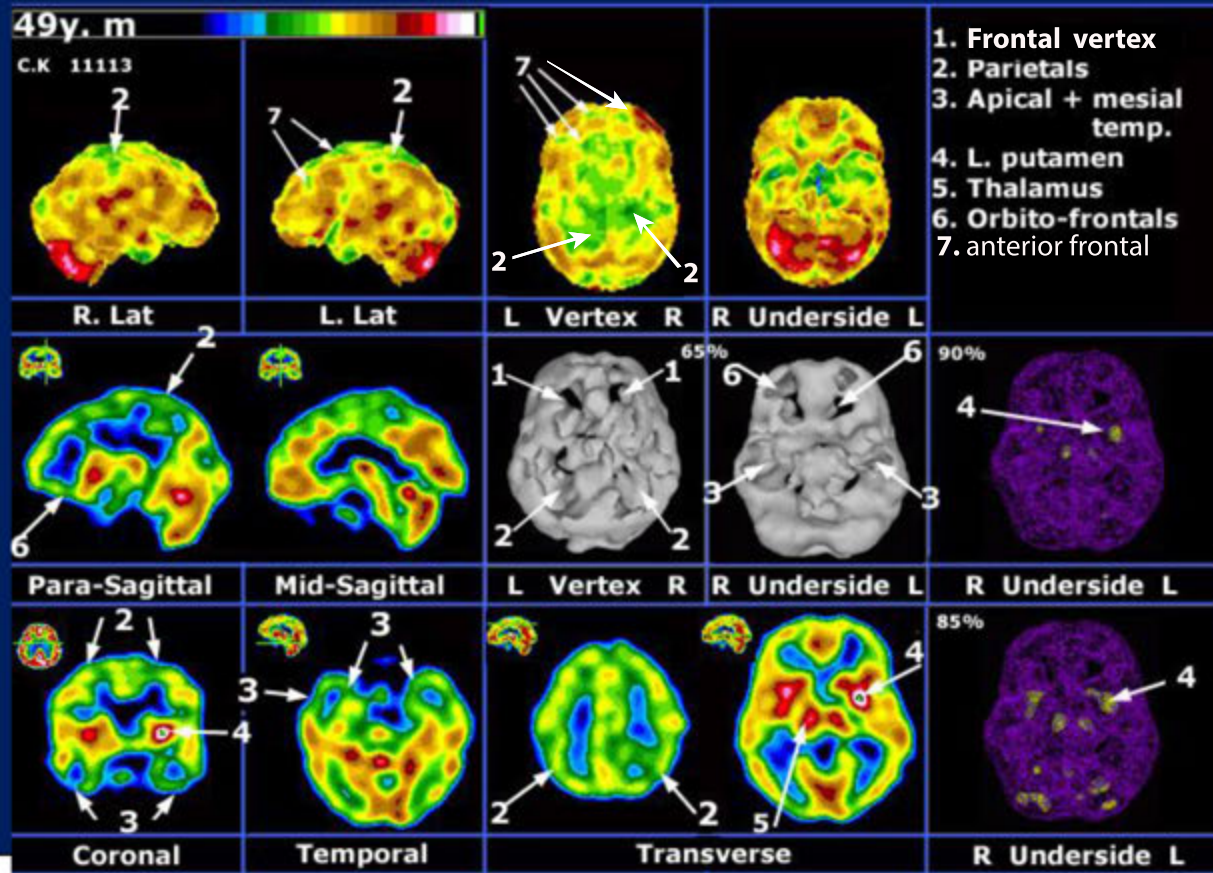 49y. m
C.K 11113
2
7
2
7
2
2
1. Frontal vertex
2. Parietals
3. Apical + mesial
temp.
4. L. putamen
5. Thalamus
6. Orbito-frontals
7. anterior frontal
R. Lat
L. Lat
L Vertex R
R Underside L
2
6
1
65%
1
2
2
6
6
3
3
90%
4
Para-Sagittal
Mid-Sagittal
L Vertex R
R Underside L
R Underside L
2
4
3
3
3
2
2
4
5
85%
4
Coronal
Temporal
Transverse
R Underside L